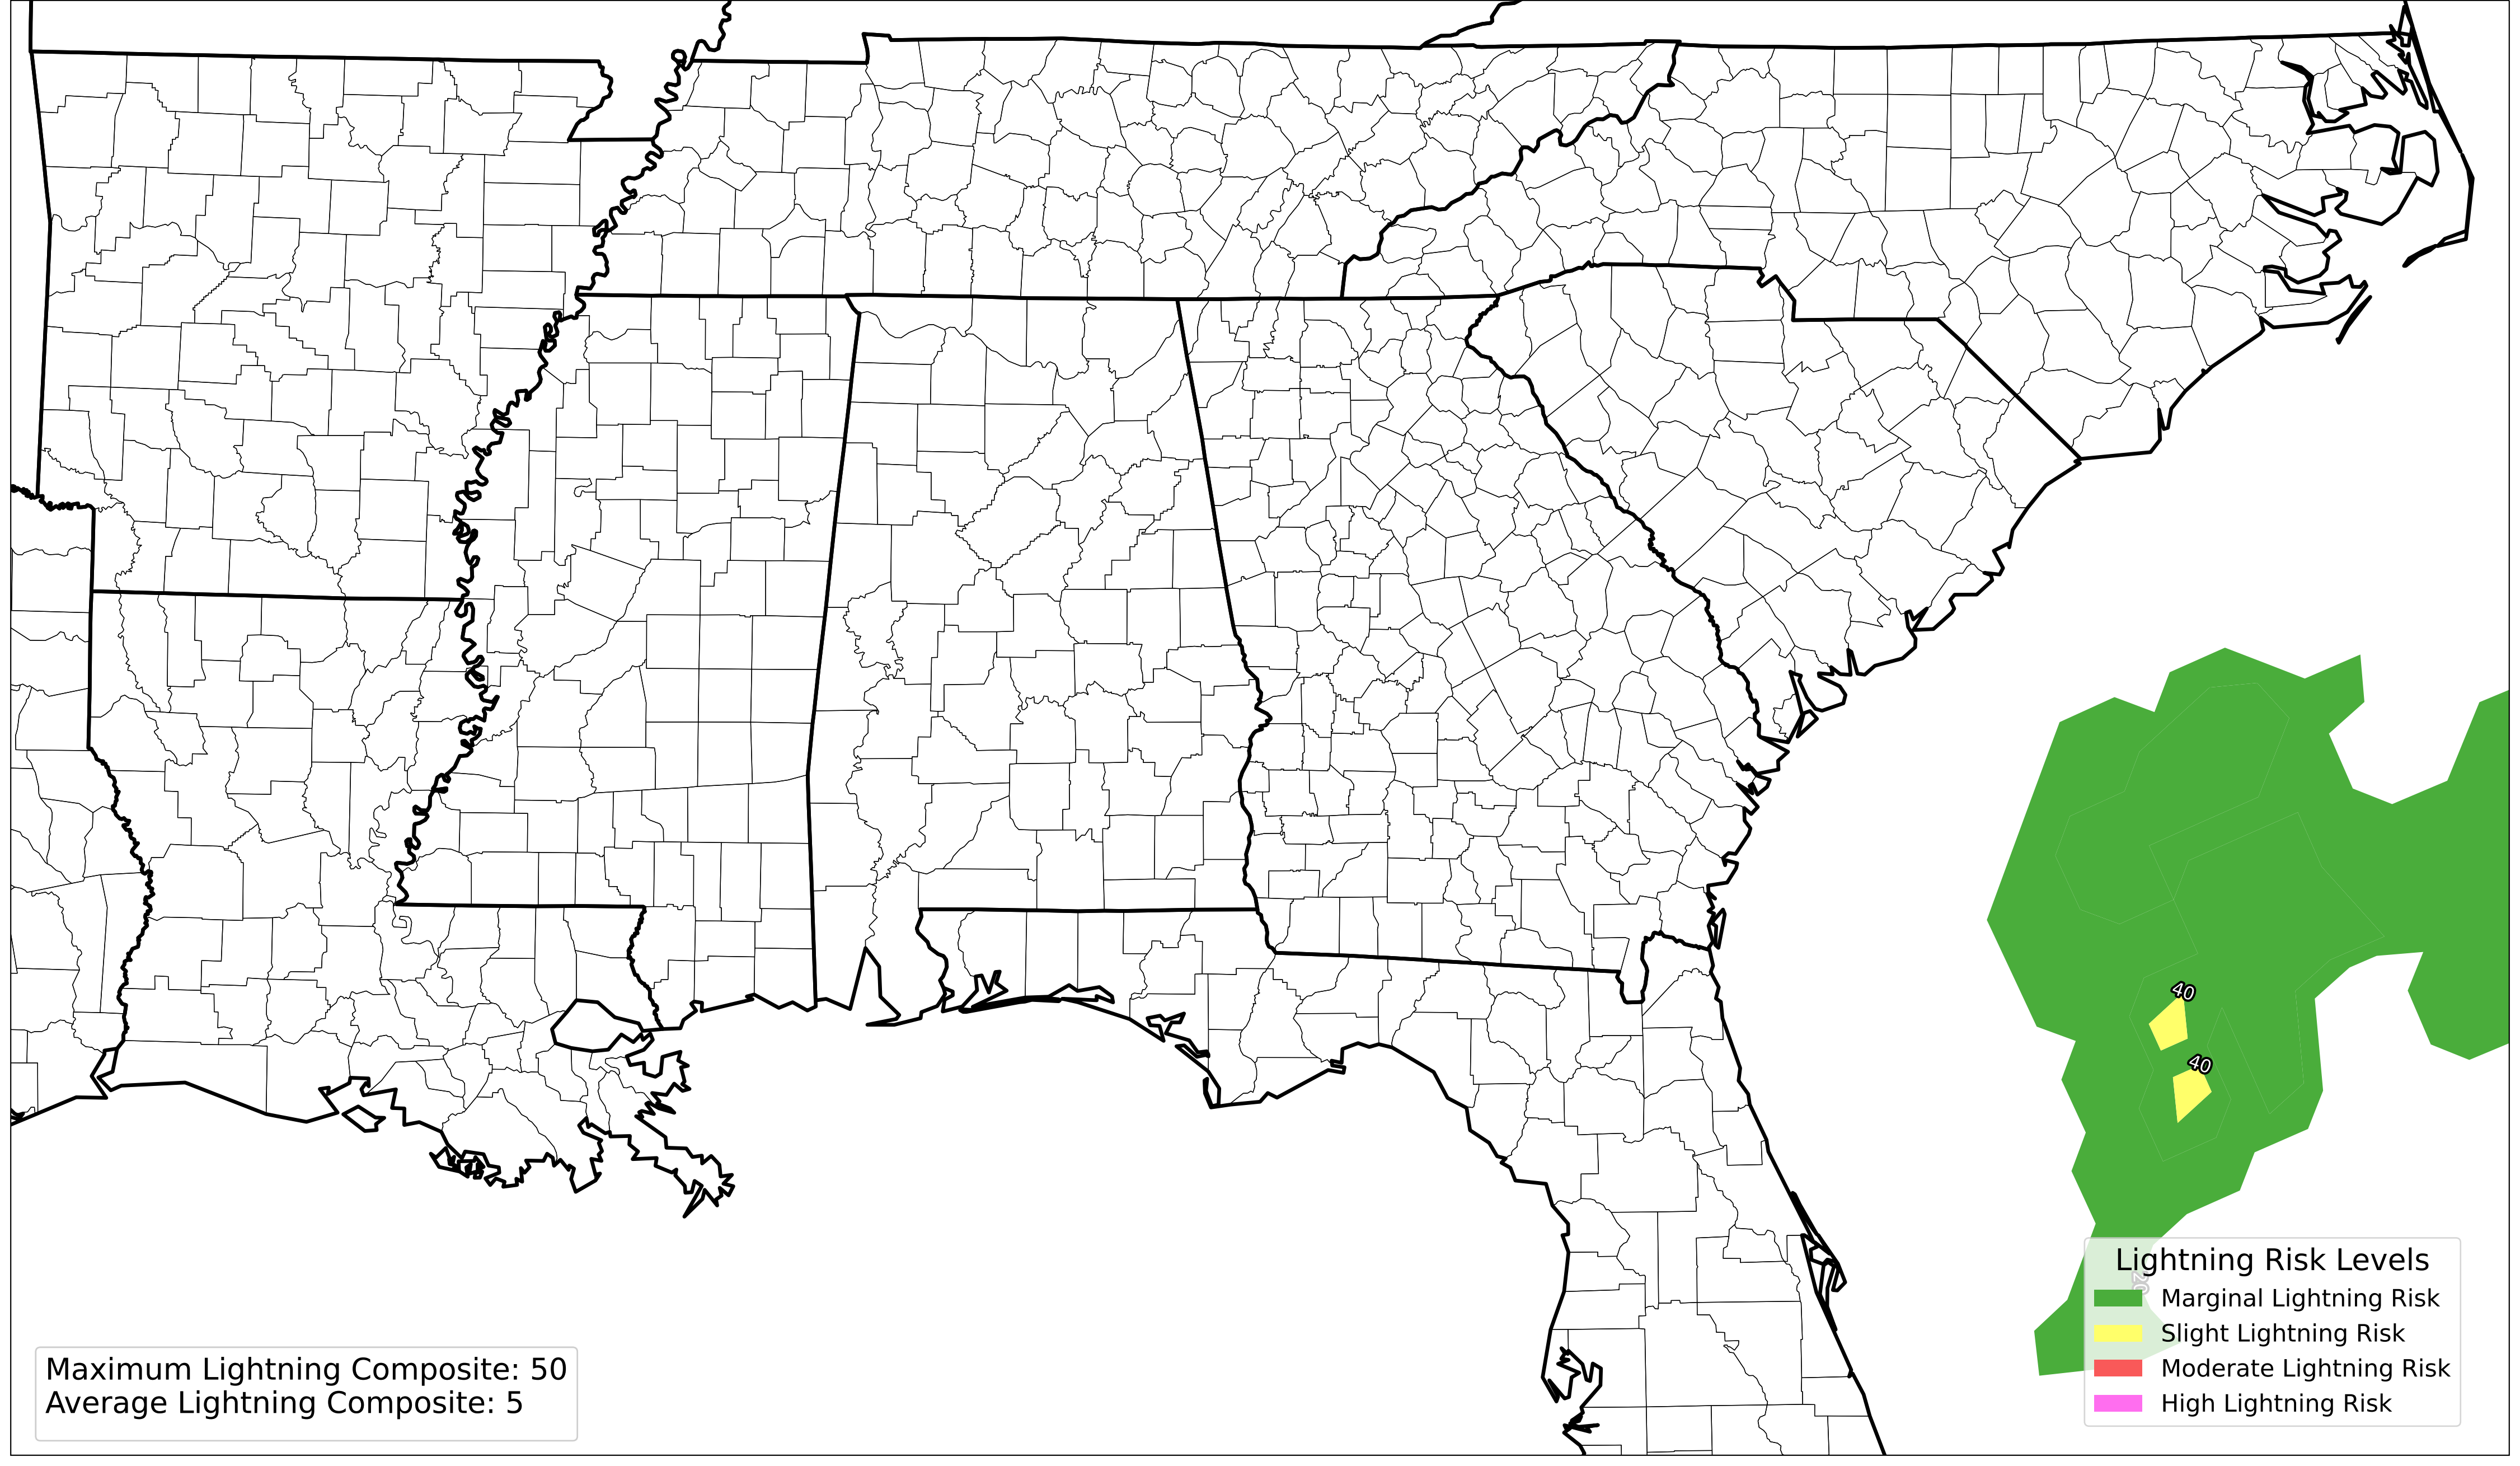 40
40
20
Lightning Risk Levels
Marginal Lightning Risk
Slight Lightning Risk
Moderate Lightning Risk
High Lightning Risk
Maximum Lightning Composite: 50
Average Lightning Composite: 5